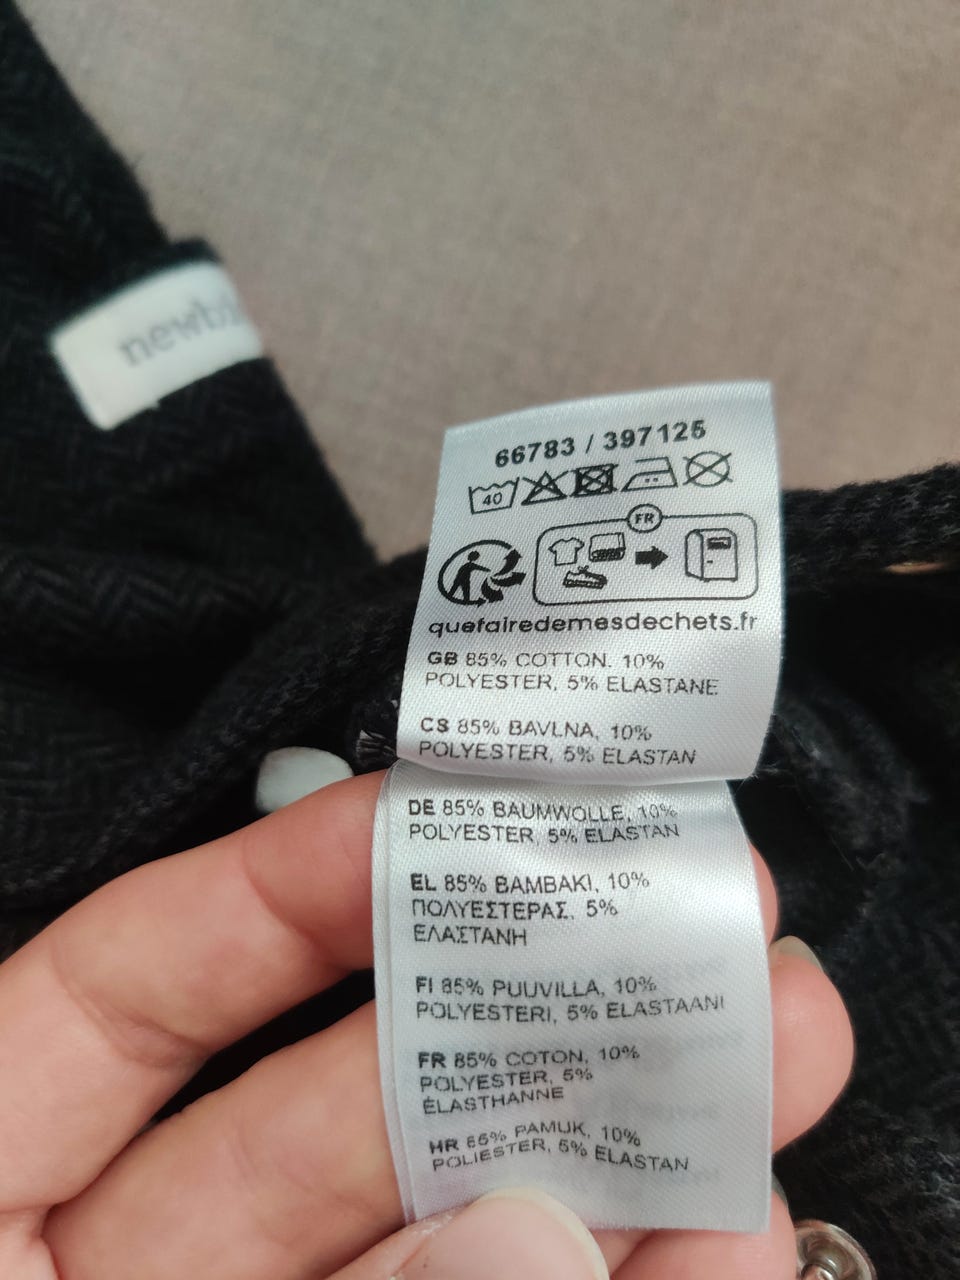 66783 / 397125
40
FR
quefairedemesdechets.fr
GB 85% COTTON. 10%
POLYESTER, 5% ELASTANE
CS 85% BAVLNA, 10%
POLYESTER, 5% ELASTAN
DE 85% BAUMWOLLE, 10%
POLYESTER, 5% ELASTAN
EL 85% ΒΑΜΒΑΚΙ, 10%
ΠΟΛΥΕΣΤΕΡΑΣ, 5%
ΕΛΑΣΤΑΝΗ
FI 85% PUUVILLA, 10%
POLYESTERI, 5% ELASTAANI
FR 85% COTON, 10%
POLYESTER, 5%
ÉLASTHANNE
HR 85% PAMUK, 10%
POLIESTER, 5% ELASTAN